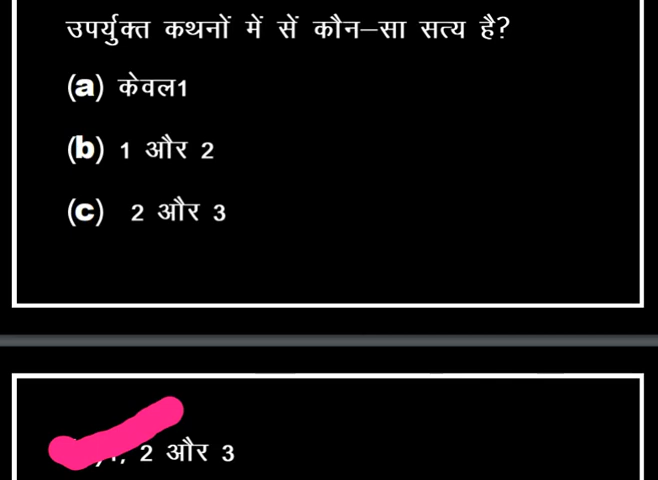 उपर्युक्त कथनों में सें कौन–सा सत्य है?
(a) केवल1
(b) 1 और 2
(c) 2 और 3
, 2 और 3